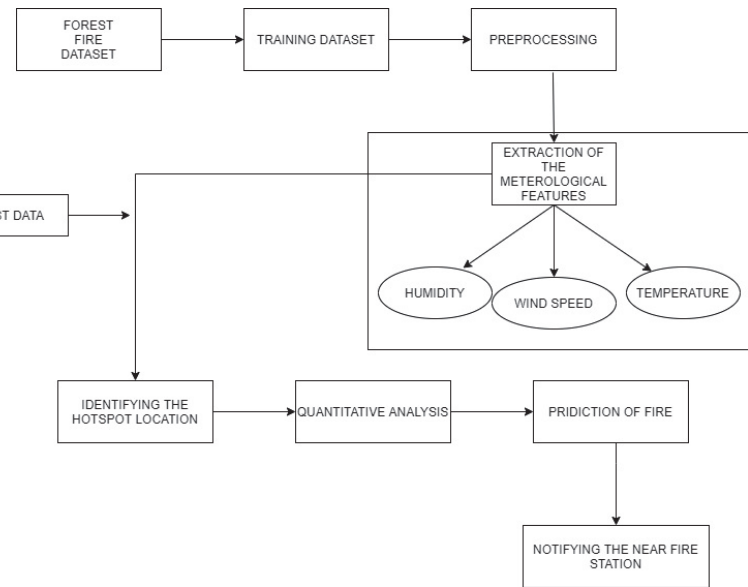 FOREST
FIRE
DATASET
TRAINING DATASET
PREPROCESSING
EXTRACTION OF
THE
METEROLOGICAL
FEATURES
DATA
HUMIDITY
WIND SPEED
TEMPERATURE
IDENTIFYING THE
HOTSPOT LOCATION
QUANTITATIVE ANALYSIS
PRIDICTION OF FIRE
NOTIFYING THE NEAR FIRE
STATION